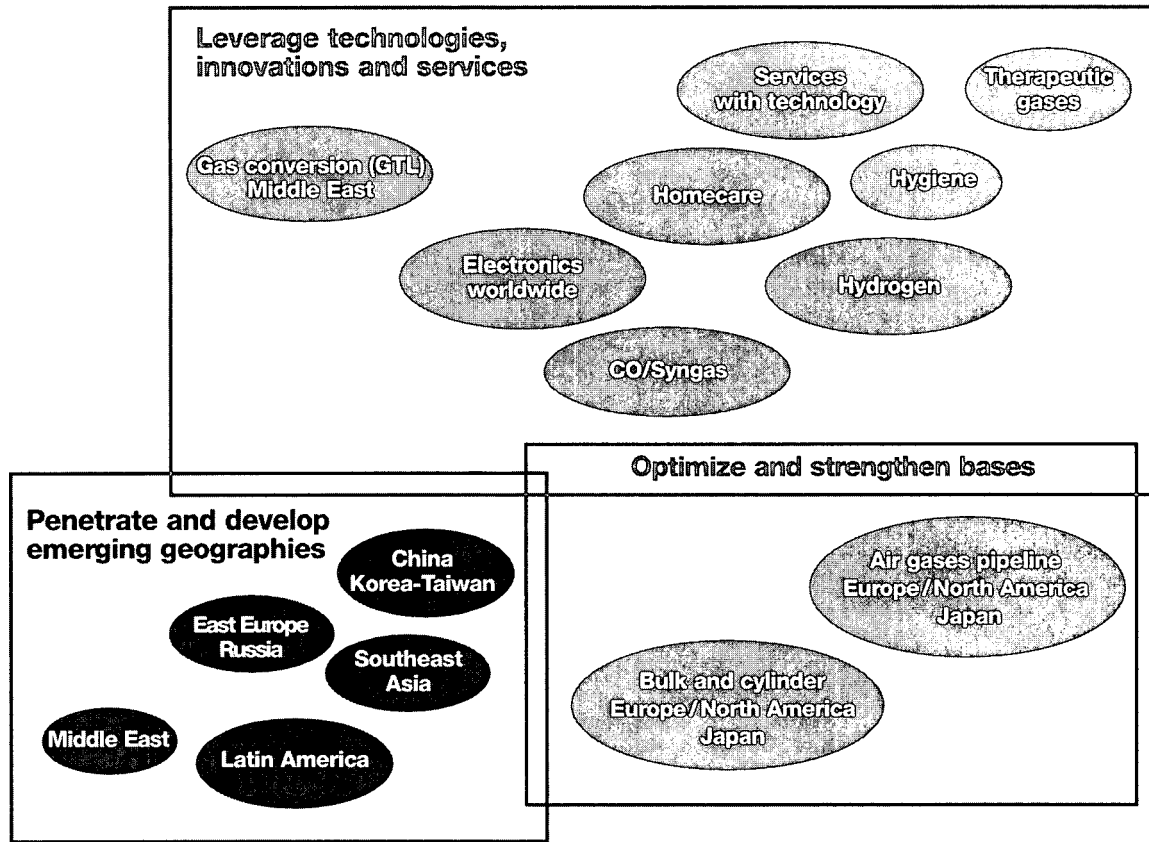 Leverage technologies,
innovations and services
Services
with technology
Therapeutic
gases
Gas conversion (GTL)
Middle East
Homecare
Hygiene
Electronics
worldwide
Hydrogen
CO/Syngas
Optimize and strengthen bases
Penetrate and develop
emerging geographies
China
Korea-Taiwan
East Europe
Russia
Southeast
Asia
Middle East
Latin America
Air gases pipeline
Europe/North America
Japan
Bulk and cylinder
Europe/North America
Japan